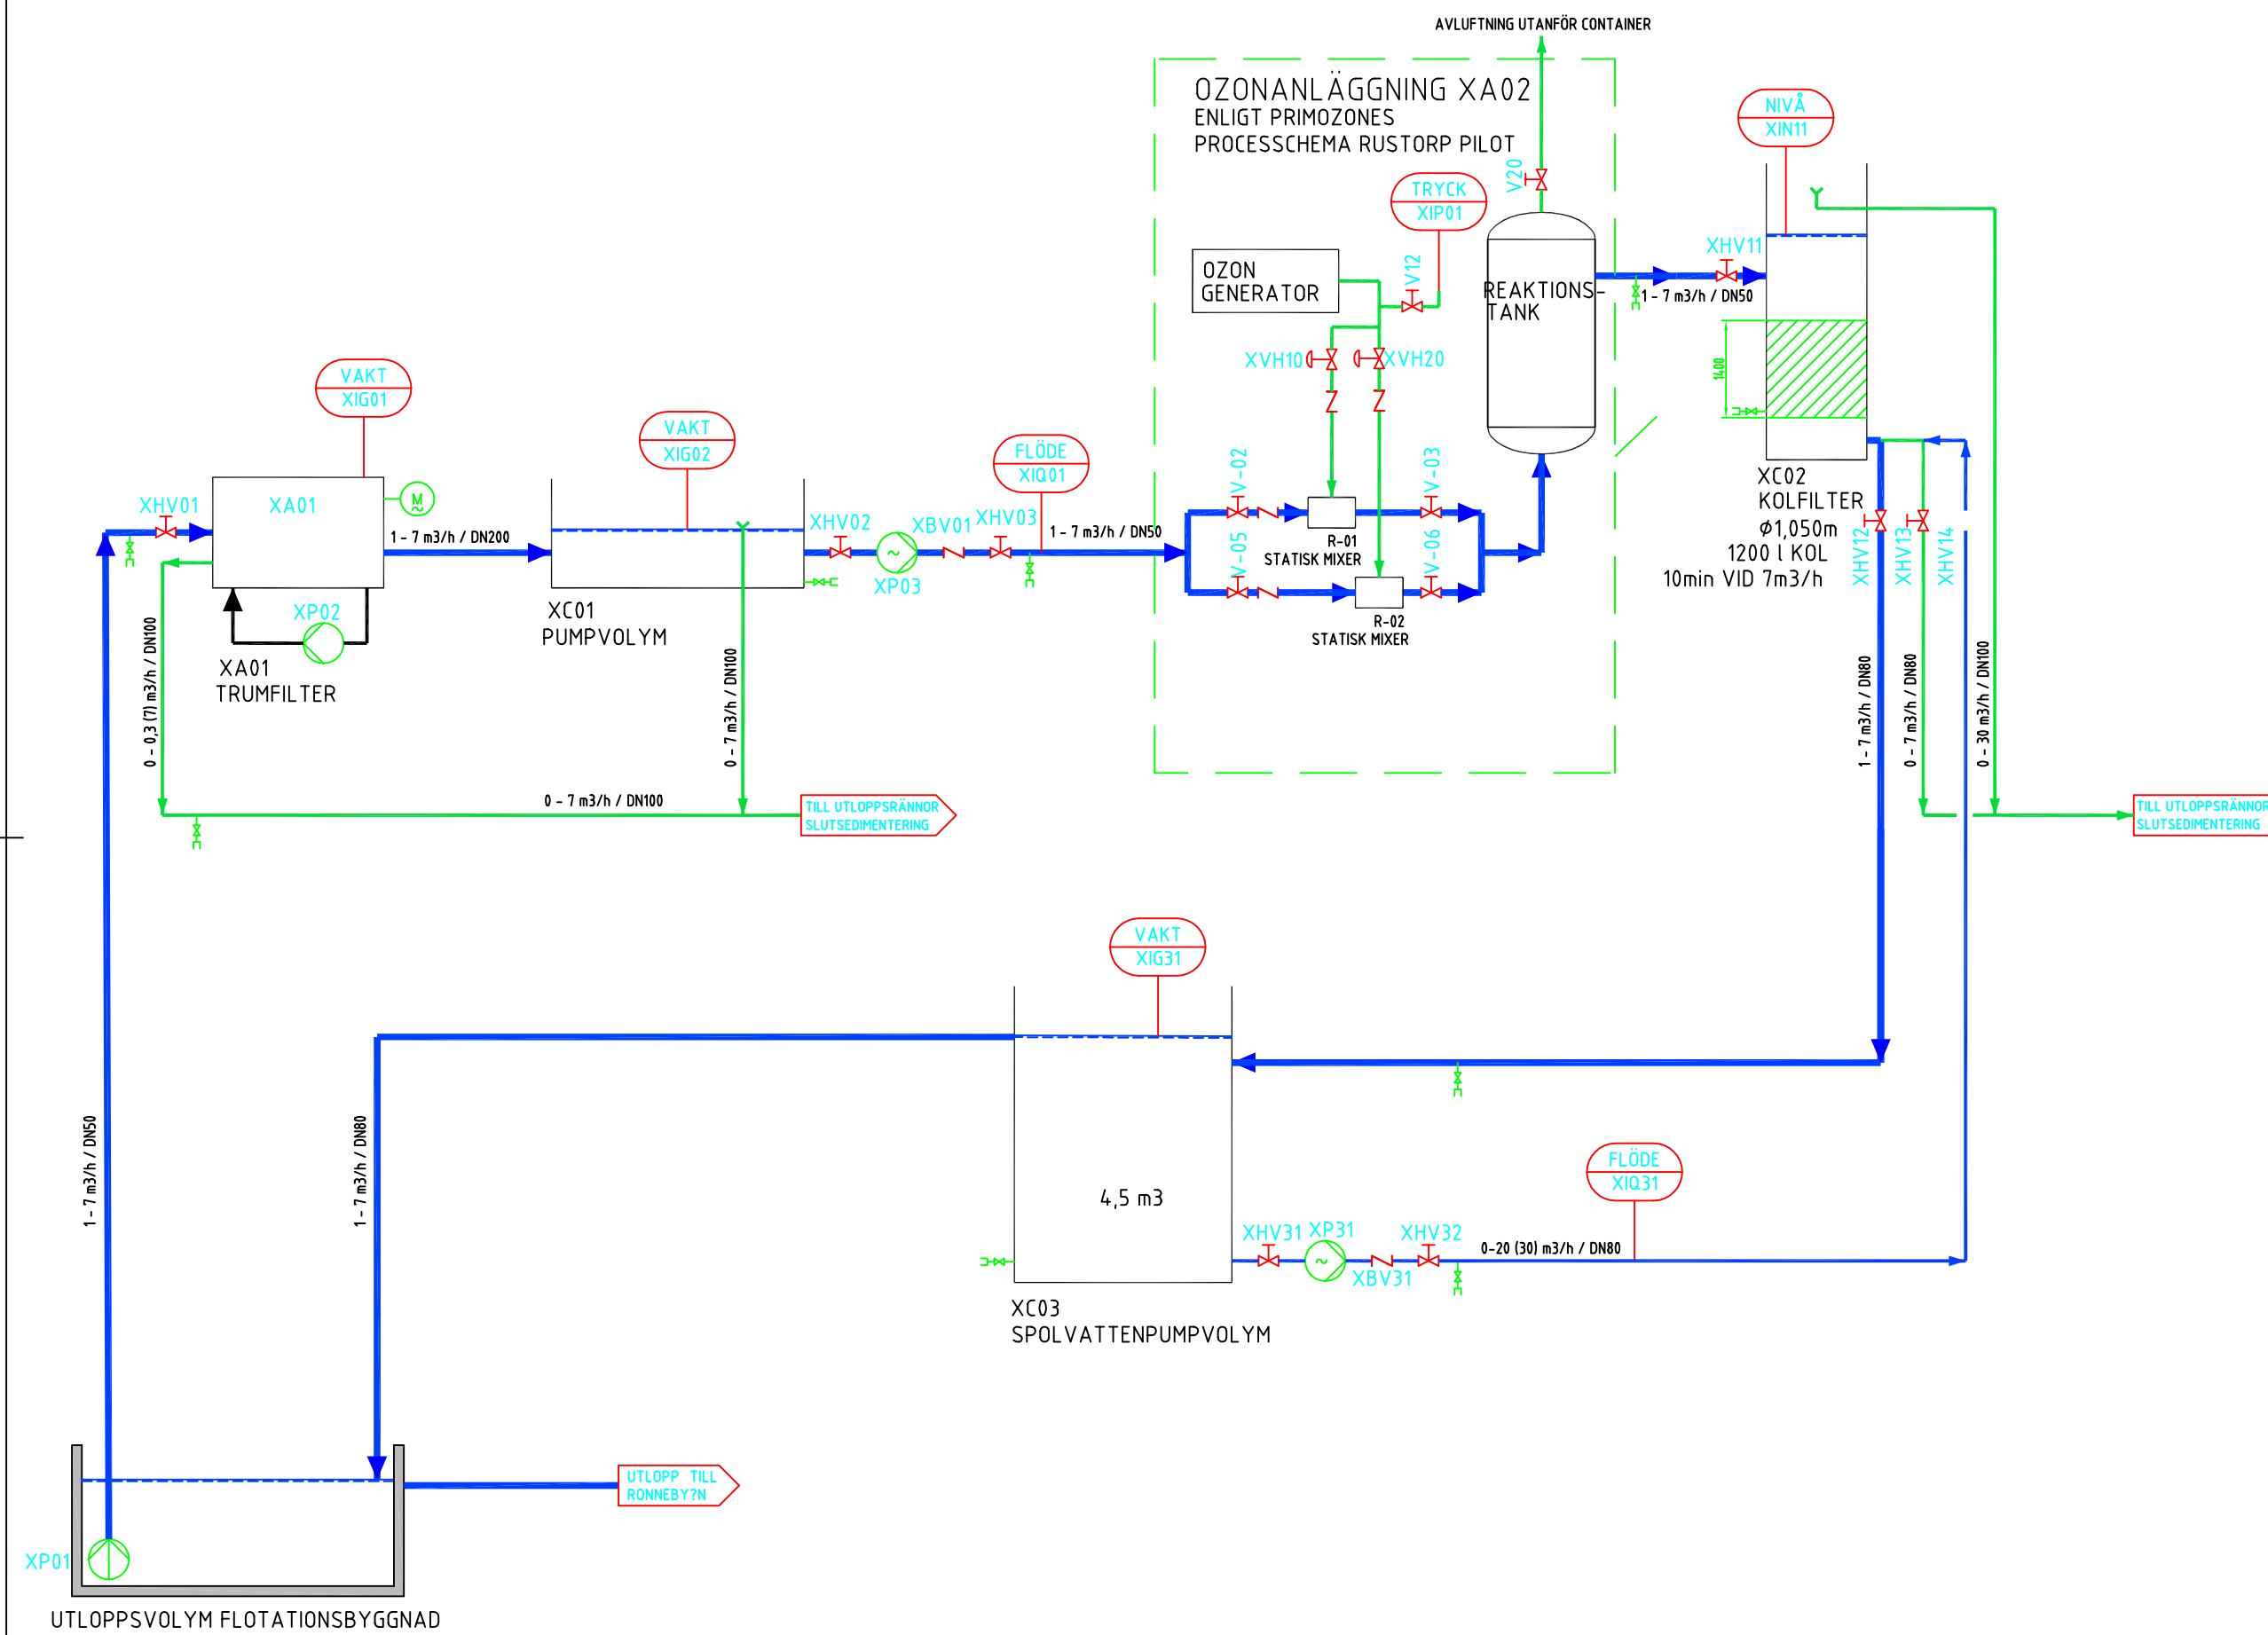 AVLUFTNING UTANFÖR CONTAINER
OZONANLÄGGNING XA02
ENLIGT PRIMOZONES
PROCESSCHEMA RUSTORP PILOT
NIVÅ
XIN11
TRYCK
XIP01
V20
V12
OZON
GENERATOR
REAKTIONS-
TANK
XHV11
1 - 7 m3/h / DN50
1400
XVH10
XVH20
VAKT
XIG01
VAKT
XIG02
FLÖDE
XIQ01
XHV01
XA01
M
~
1 - 7 m3/h / DN200
XHV02
XBV01
XHV03
~
XP03
1 - 7 m3/h / DN50
V-02
V-03
R-01
STATISK MIXER
V-05
V-06
R-02
STATISK MIXER
XC02
KOLFILTER
Ø1,050m
1200 l KOL
10min VID 7m3/h
XHV12
XHV13
XHV14
XP02
XA01
TRUMFILTER
XC01
PUMPVOLYM
0 - 0,3 (7) m3/h / DN100
0 - 7 m3/h / DN100
0 - 7 m3/h / DN100
TILL UTLOPPSRÄNNOR
SLUTSEDIMENTERING
1 - 7 m3/h / DN80
0 - 7 m3/h / DN80
0 - 30 m3/h / DN100
TILL UTLOPPSRÄNNOR
SLUTSEDIMENTERING
VAKT
XIG31
4,5 m3
FLÖDE
XIQ31
XHV31
XP31
~
XBV31
XHV32
0-20 (30) m3/h / DN80
XC03
SPOLVATTENPUMPVOLYM
1 - 7 m3/h / DN50
1 - 7 m3/h / DN80
UTLOPP TILL
RONNEBY?N
XP01
UTLOPPSVOLYM FLOTATIONSBYGGNAD